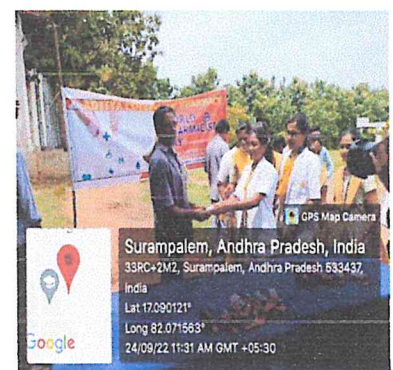 GPS Map Camera
Surampalem, Andhra Pradesh, India
33RC+2M2, Surampalem, Andhra Pradesh 533437,
India
Lat 17.090121°
Long 82.071563°
24/09/22 11:31 AM GMT +05:30
Google